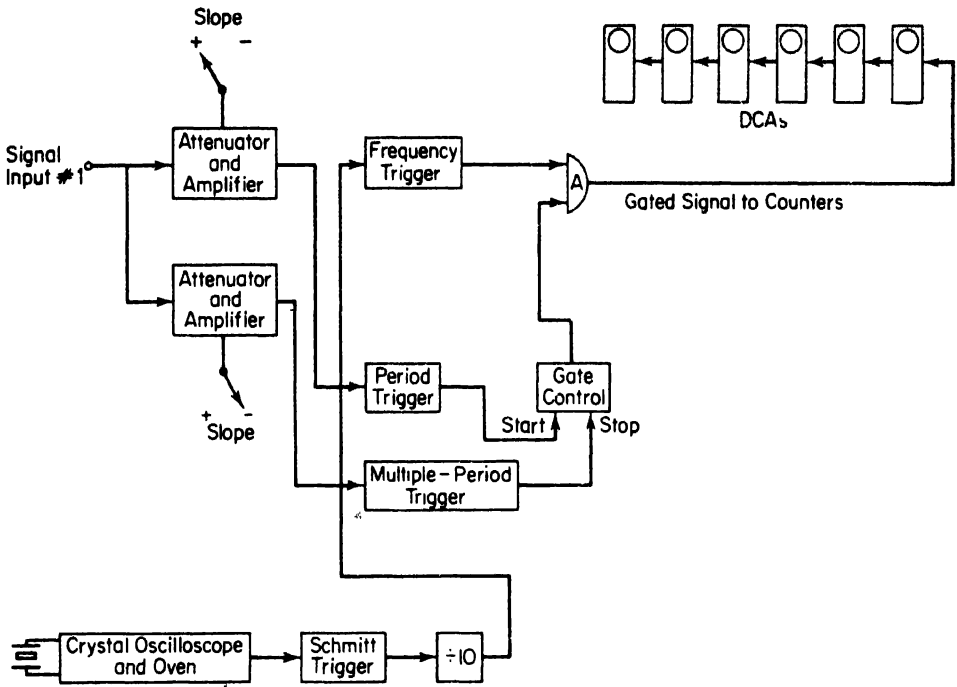 Slope
+ -
Attenuator
and
Amplifier
Signal
Input #1
Frequency
Trigger
A
DCAs
Gated Signal to Counters
Attenuator
and
Amplifier
+ -
Slope
Period
Trigger
Gate
Control
Start
Stop
Multiple-Period
Trigger
Crystal Oscilloscope
and Oven
Schmitt
Trigger
÷10